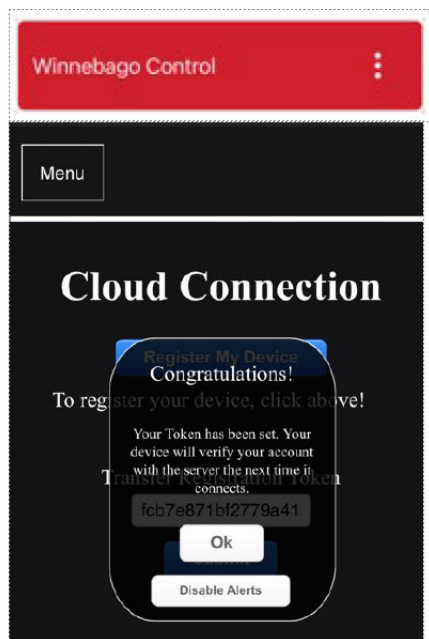 Winnebago Control
Menu
Cloud Connection
Register My Device
Congratulations!
To register your device, click above!
Your Token has been set. Your
device will verify your account
with the server the next time it
connects.
Transfer Registration Token
fcb7e871bf2779a41
Ok
Submit
Disable Alerts